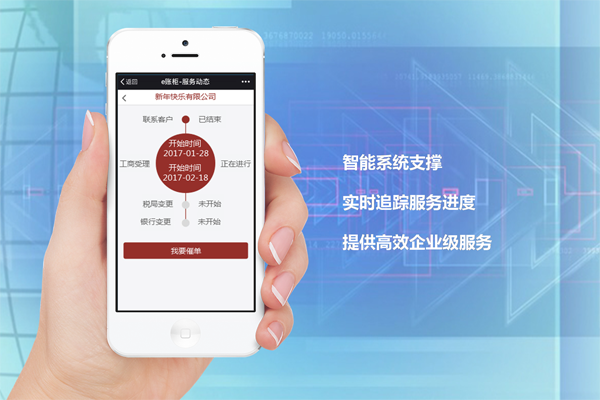 返回
e账柜-服务动态
新年快乐有限公司
联系客户 已结束
开始时间
2017-01-28
工商受理 正在进行
开始时间
2017-02-18
税局变更 未开始
银行变更 未开始
我要催单
智能系统支撑
实时追踪服务进度
提供高效企业级服务